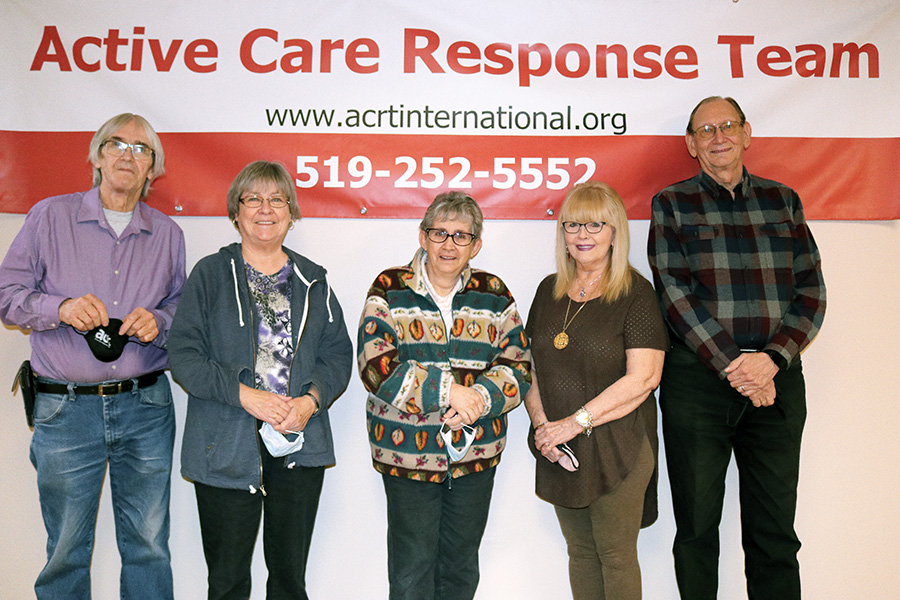 Active Care Response Team
www.acrtinternational.org
519-252-5552